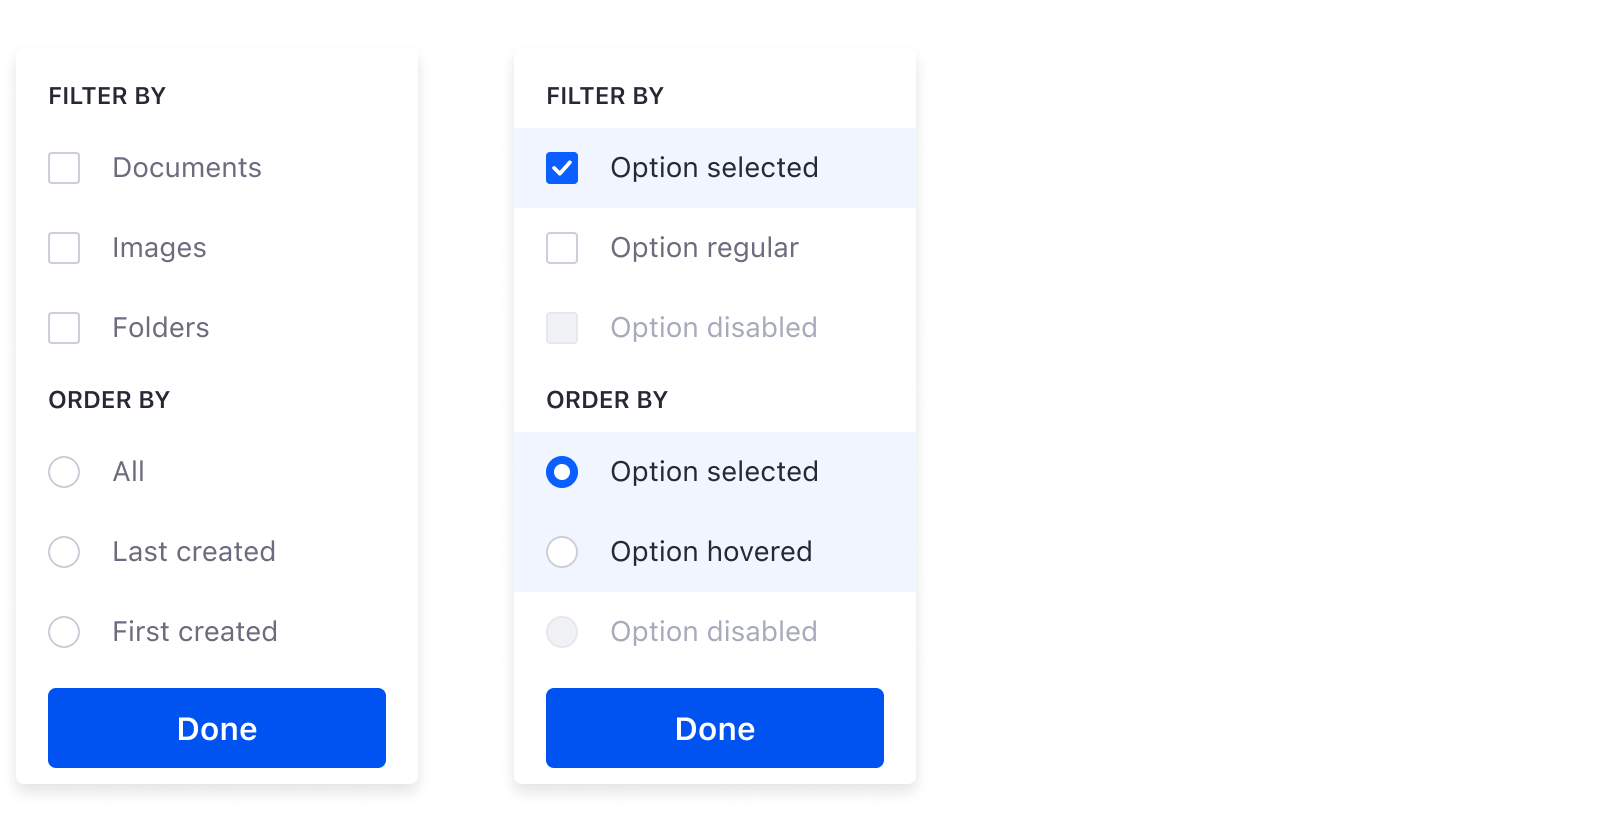 FILTER BY
Documents
Images
Folders
ORDER BY
All
Last created
First created
Done
FILTER BY
Option selected
Option regular
Option disabled
ORDER BY
Option selected
Option hovered
Option disabled
Done